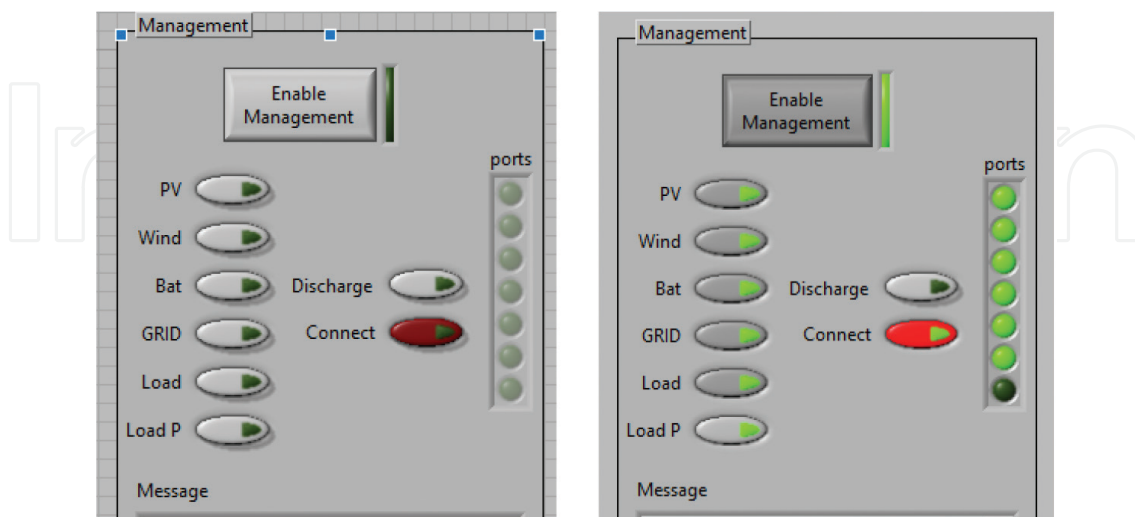 Management
Enable
Management
ports
PV
Wind
Bat
Discharge
GRID
Connect
Load
Load P
Message
Management
Enable
Management
ports
PV
Wind
Bat
Discharge
GRID
Connect
Load
Load P
Message